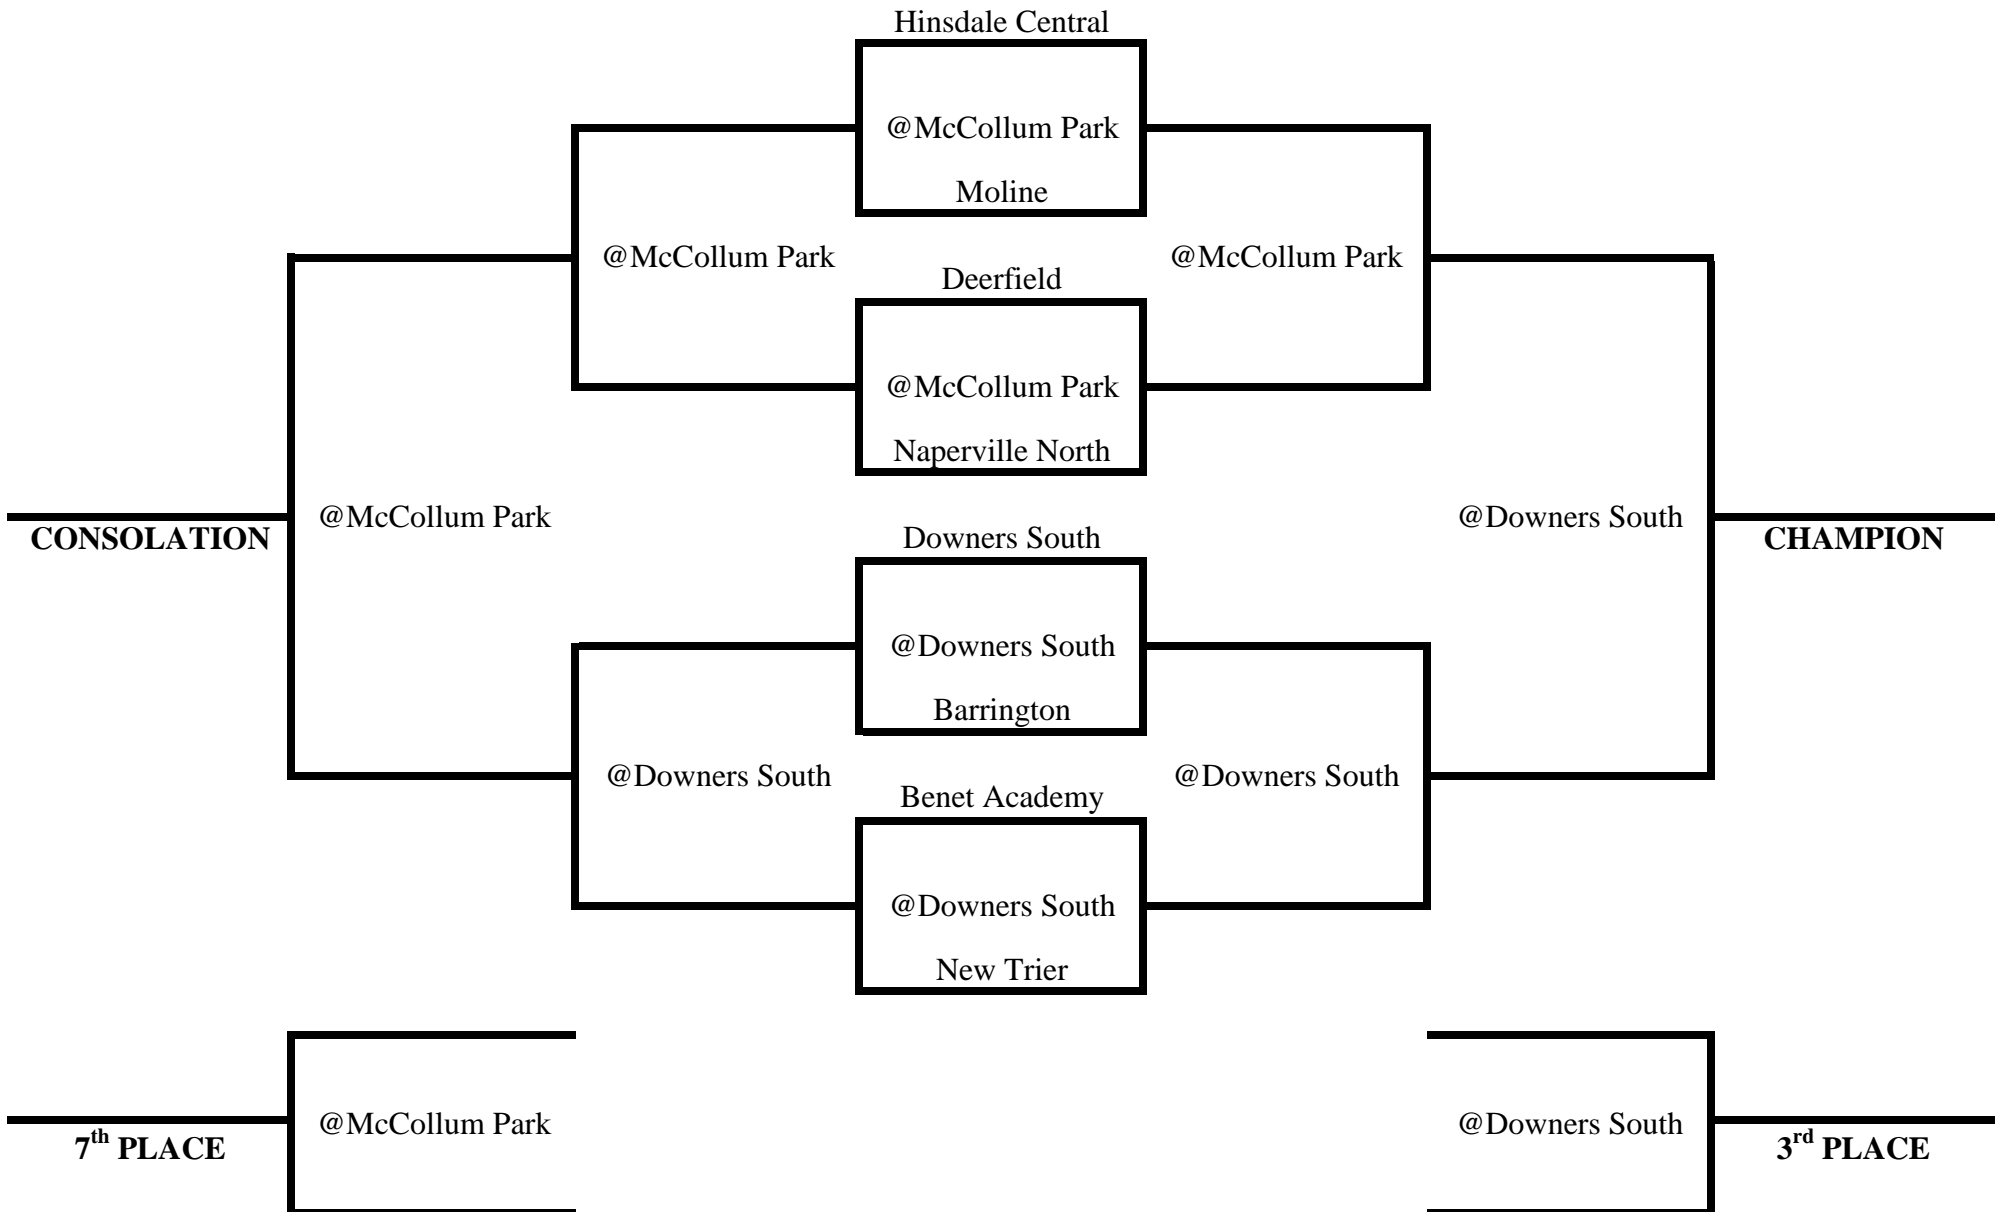 Hinsdale Central
@McCollum Park
Moline
@McCollum Park
@McCollum Park
Deerfield
@McCollum Park
Naperville North
@McCollum Park
@Downers South
CONSOLATION
CHAMPION
Downers South
@Downers South
Barrington
@Downers South
@Downers South
Benet Academy
@Downers South
New Trier
@McCollum Park
@Downers South
7th PLACE
3rd PLACE